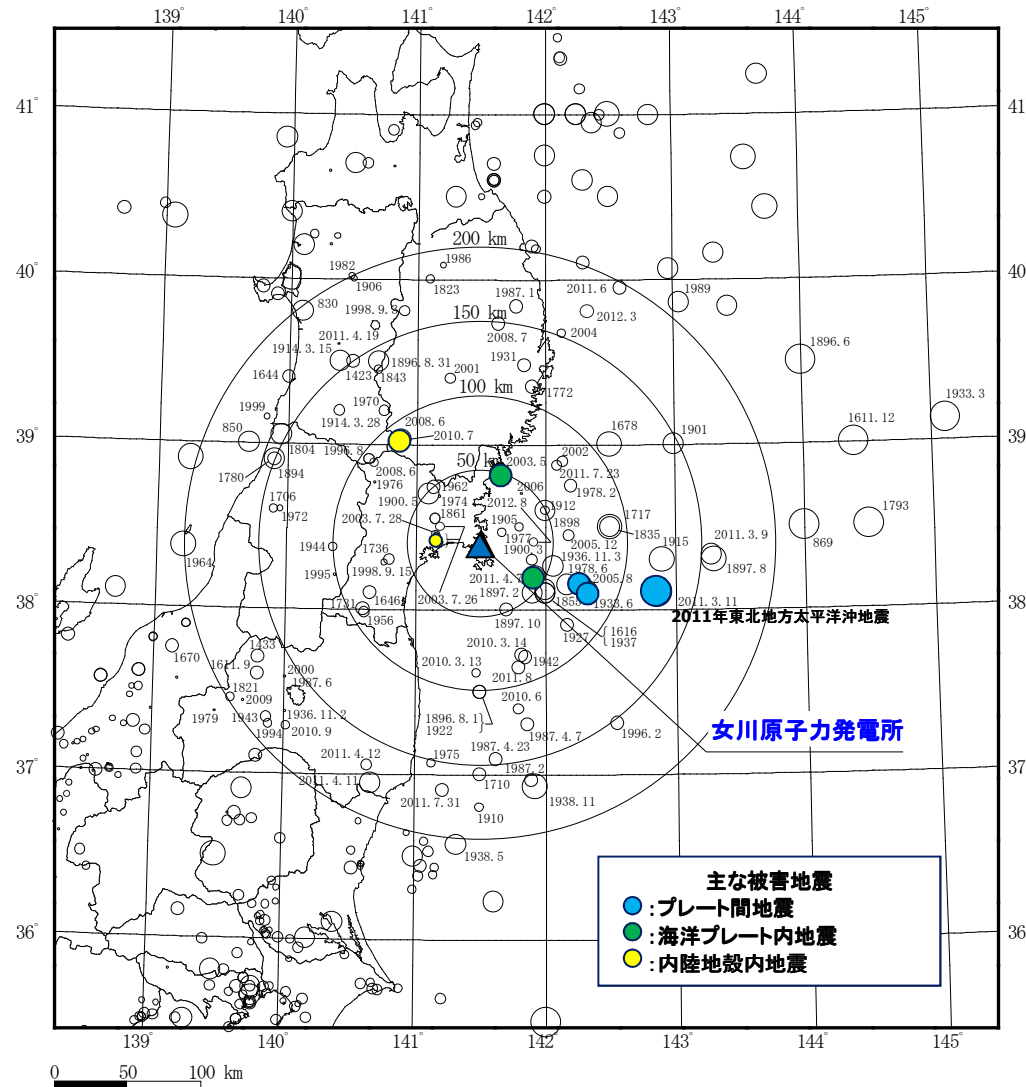 139° 140° 141° 142° 143° 144° 145°
41° 41
200 km
1982 1986
40° 1906 1823 1987.1 2011.6 1989 40
830 1998.9.3 150 km 2012.3
2011.4.19 2008.7 2004
1914.3.15 1896.8.31 1931 1896.6
1644 1423 1843 2001 100 km 1772
1970 1933.3
1999 1914.3.28 2008.6 1678 1901 1611.12
39° 850 2010.7 39
1804 1996.8 50 km 2003.5 2002
1780 1894 2008.6 1962 2006 2011.7.23
1976 1978.2
1706 1900.5 1974 2012.8 1912 1717 1793
1972 1861 1905 1898 1835
2003.7.28 1977 2005.12 1915 2011.3.9 869
1964 1944 1736 1900.3 1936.11.3 1897.8
1995 1998.9.15 2011.4.7 1978.6
2003.7.26 1897.2 2005.8
38° 1731 1646 1855 1933.6 2011.3.11 38
1956 1897.10 2011年東北地方太平洋沖地震
1927 1616
1937
1433 2010.3.14
1670 1611.9 2000 2010.3.13 1942
1821 1987.6 2011.8
2009 2010.6
1979 1943 1936.11.2 1896.8.1
1994 2010.9 1922 1987.4.7 1996.2
女川原子力発電所
1987.4.23
37° 2011.4.12 1975 1987.2 37
2011.4.11 1710
2011.7.31 1938.11
1910
1938.5
主な被害地震
:プレート間地震
36° :海洋プレート内地震 36
:内陸地殻内地震
139° 140° 141° 142° 143° 144° 145°
0 50 100 km